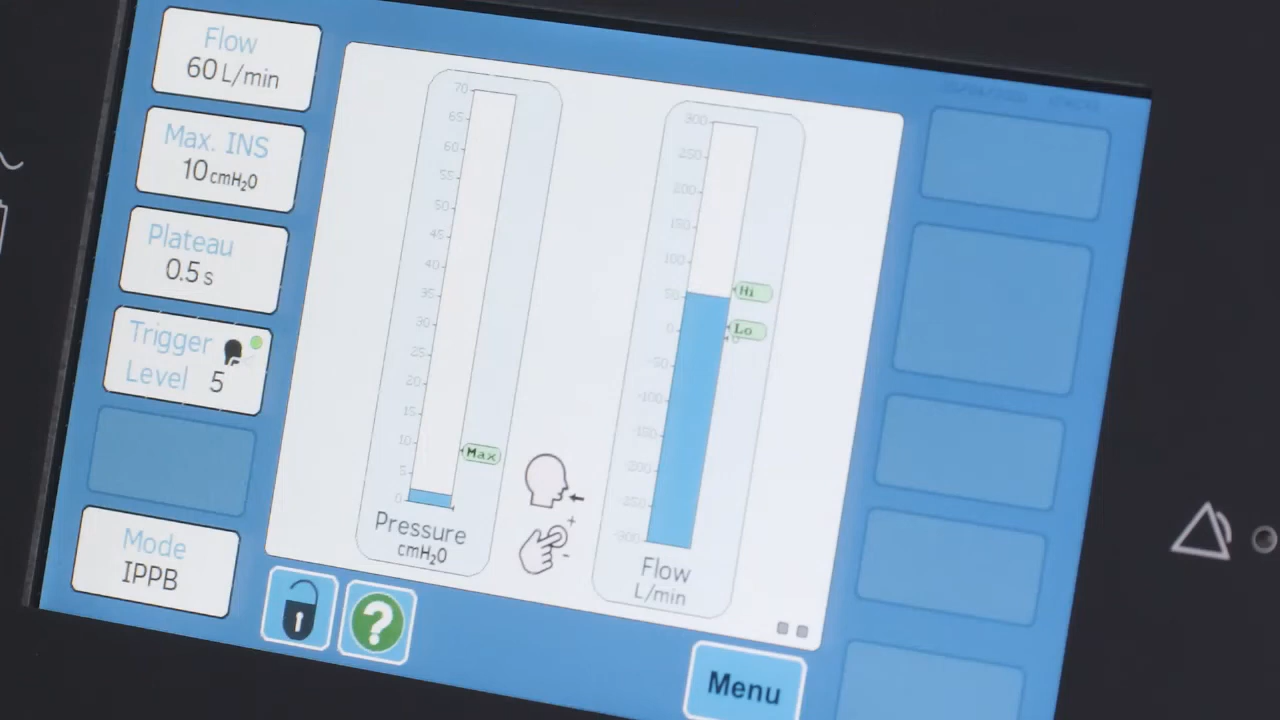 Flow
60 L/min
Max. INS
10 cmH₂O
Plateau
0.5 s
Trigger
Level 5
Mode
IPPB
70
65
60
55
50
45
40
35
30
25
20
15
10
5
0
Max
Pressure
cmH₂O
300
250
200
150
100
50
0
-50
-100
-150
-200
-250
-300
Hi
Lo
0
Flow
L/min
+
-
?
Menu